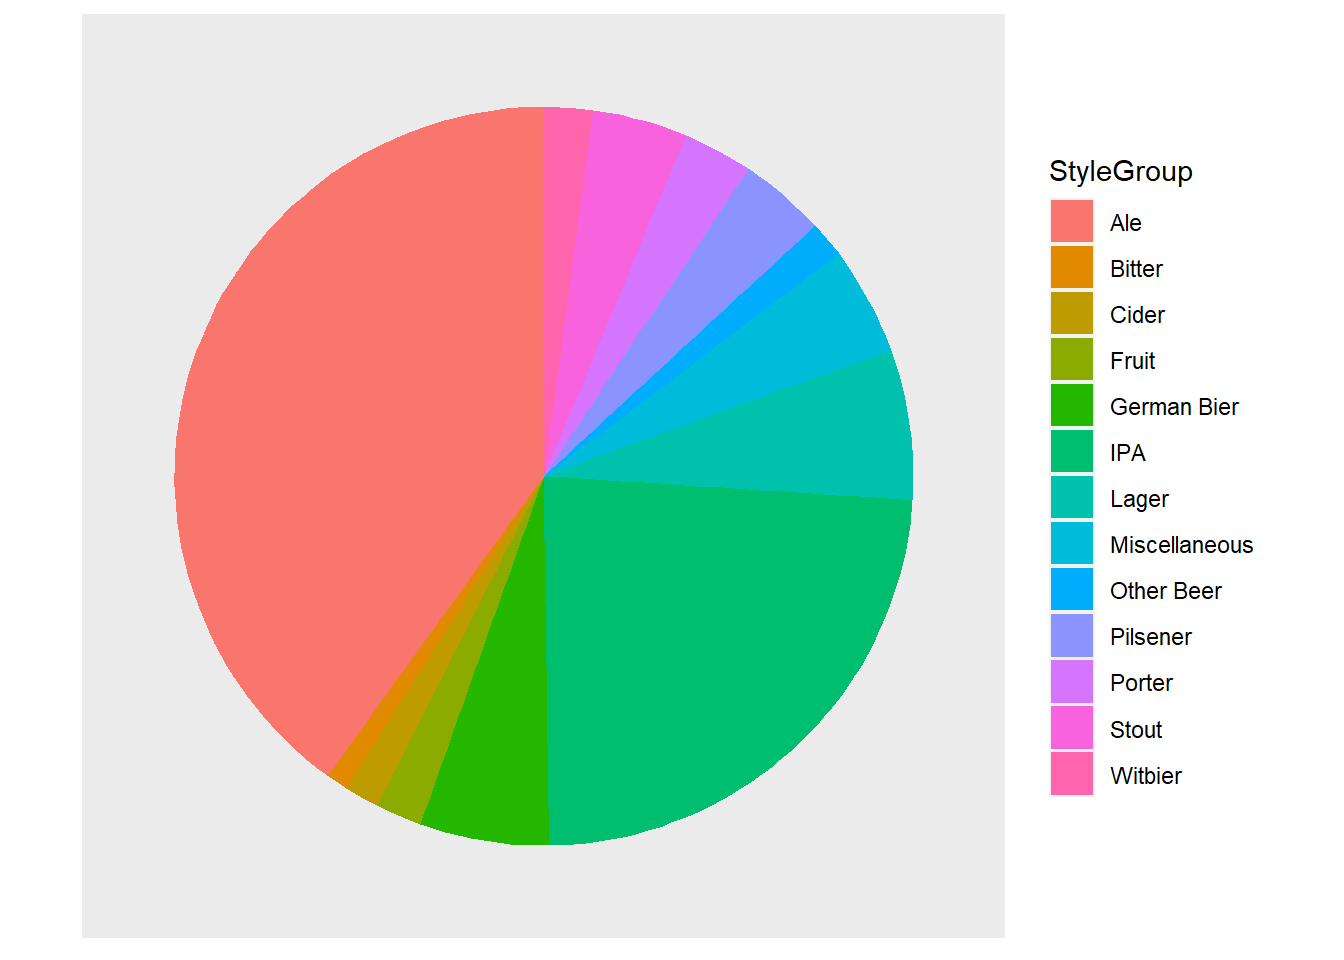 StyleGroup
Ale
Bitter
Cider
Fruit
German Bier
IPA
Lager
Miscellaneous
Other Beer
Pilsener
Porter
Stout
Witbier